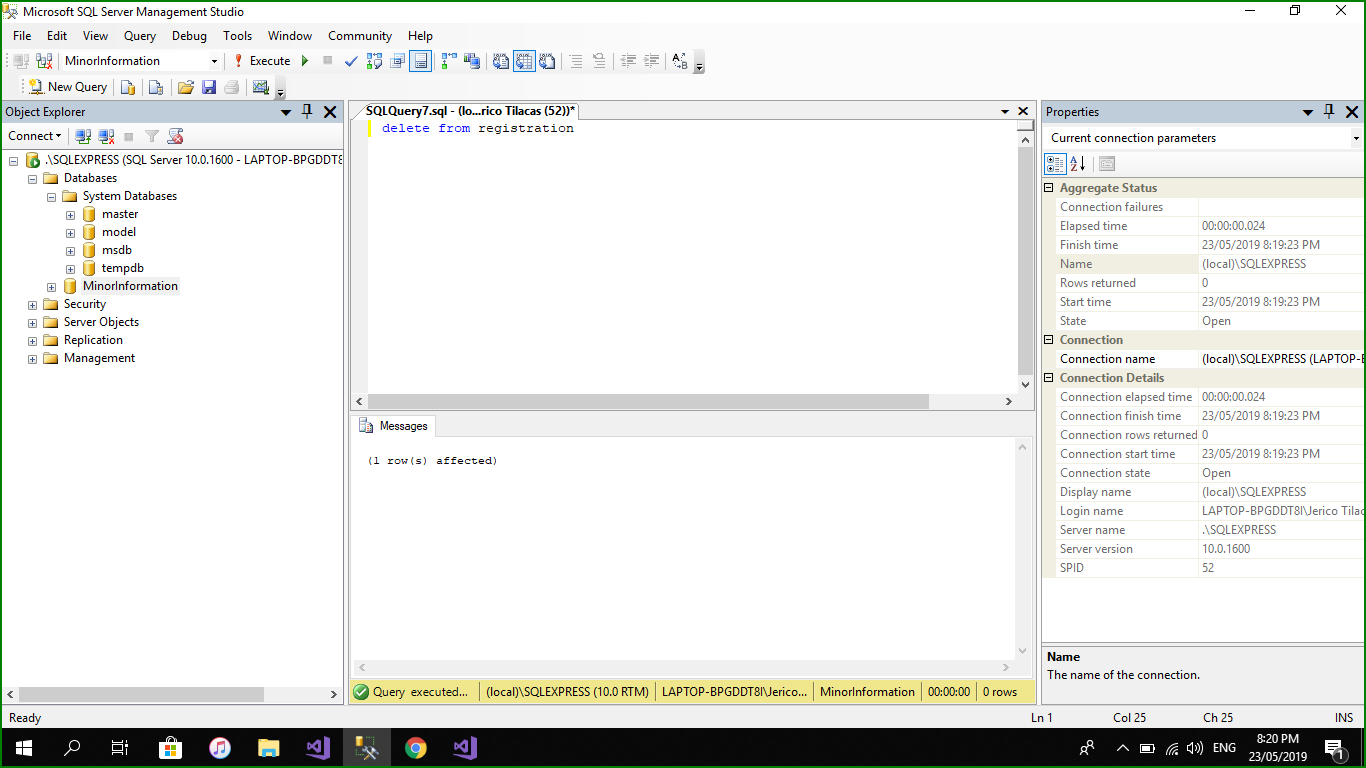 Microsoft SQL Server Management Studio
File Edit View Query Debug Tools Window Community Help
MinorInformation Execute
New Query
Object Explorer
Connect
.\SQLEXPRESS (SQL Server 10.0.1600 - LAPTOP-BPGDDT8
Databases
System Databases
master
model
msdb
tempdb
MinorInformation
Security
Server Objects
Replication
Management
SQLQuery7.sql - (lo...rico Tilacas (52))*
delete from registration
Messages
(1 row(s) affected)
Query executed... (local)\SQLEXPRESS (10.0 RTM) LAPTOP-BPGDDT8I\Jerico... MinorInformation 00:00:00 0 rows
Properties
Current connection parameters
Aggregate Status
Connection failures
Elapsed time 00:00:00.024
Finish time 23/05/2019 8:19:23 PM
Name (local)\SQLEXPRESS
Rows returned 0
Start time 23/05/2019 8:19:23 PM
State Open
Connection
Connection name (local)\SQLEXPRESS (LAPTOP-B
Connection Details
Connection elapsed time 00:00:00.024
Connection finish time 23/05/2019 8:19:23 PM
Connection rows returned 0
Connection start time 23/05/2019 8:19:23 PM
Connection state Open
Display name (local)\SQLEXPRESS
Login name LAPTOP-BPGDDT8I\Jerico Tilac
Server name .\SQLEXPRESS
Server version 10.0.1600
SPID 52
Name
The name of the connection.
Ready Ln 1 Col 25 Ch 25 INS
ENG 8:20 PM 1
23/05/2019